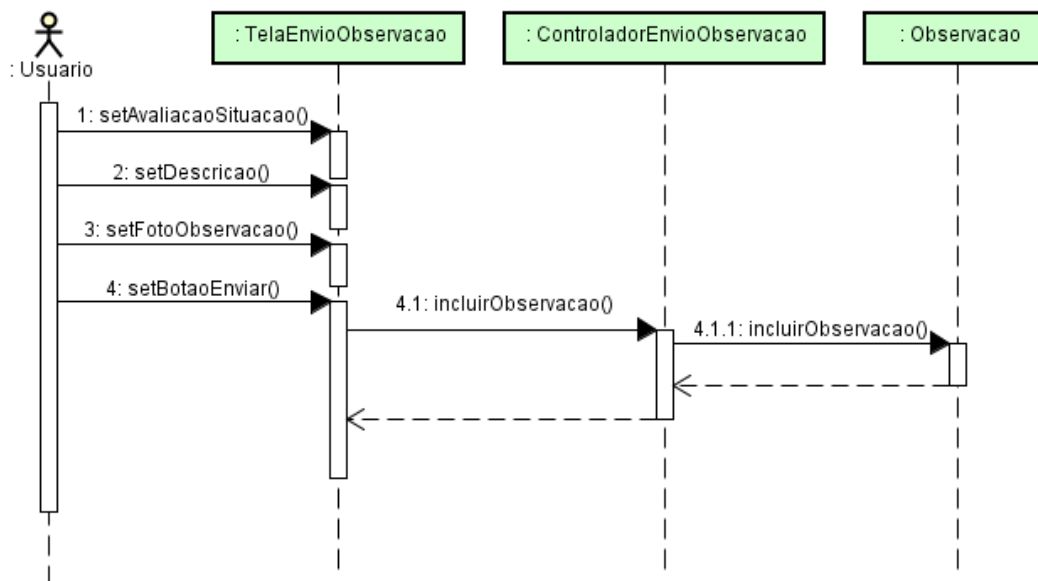 : Usuario
: TelaEnvioObservacao
: ControladorEnvioObservacao
: Observacao
1: setAvaliacaoSituacao()
2: setDescricao()
3: setFotoObservacao()
4: setBotaoEnviar()
4.1: incluirObservacao()
4.1.1: incluirObservacao()